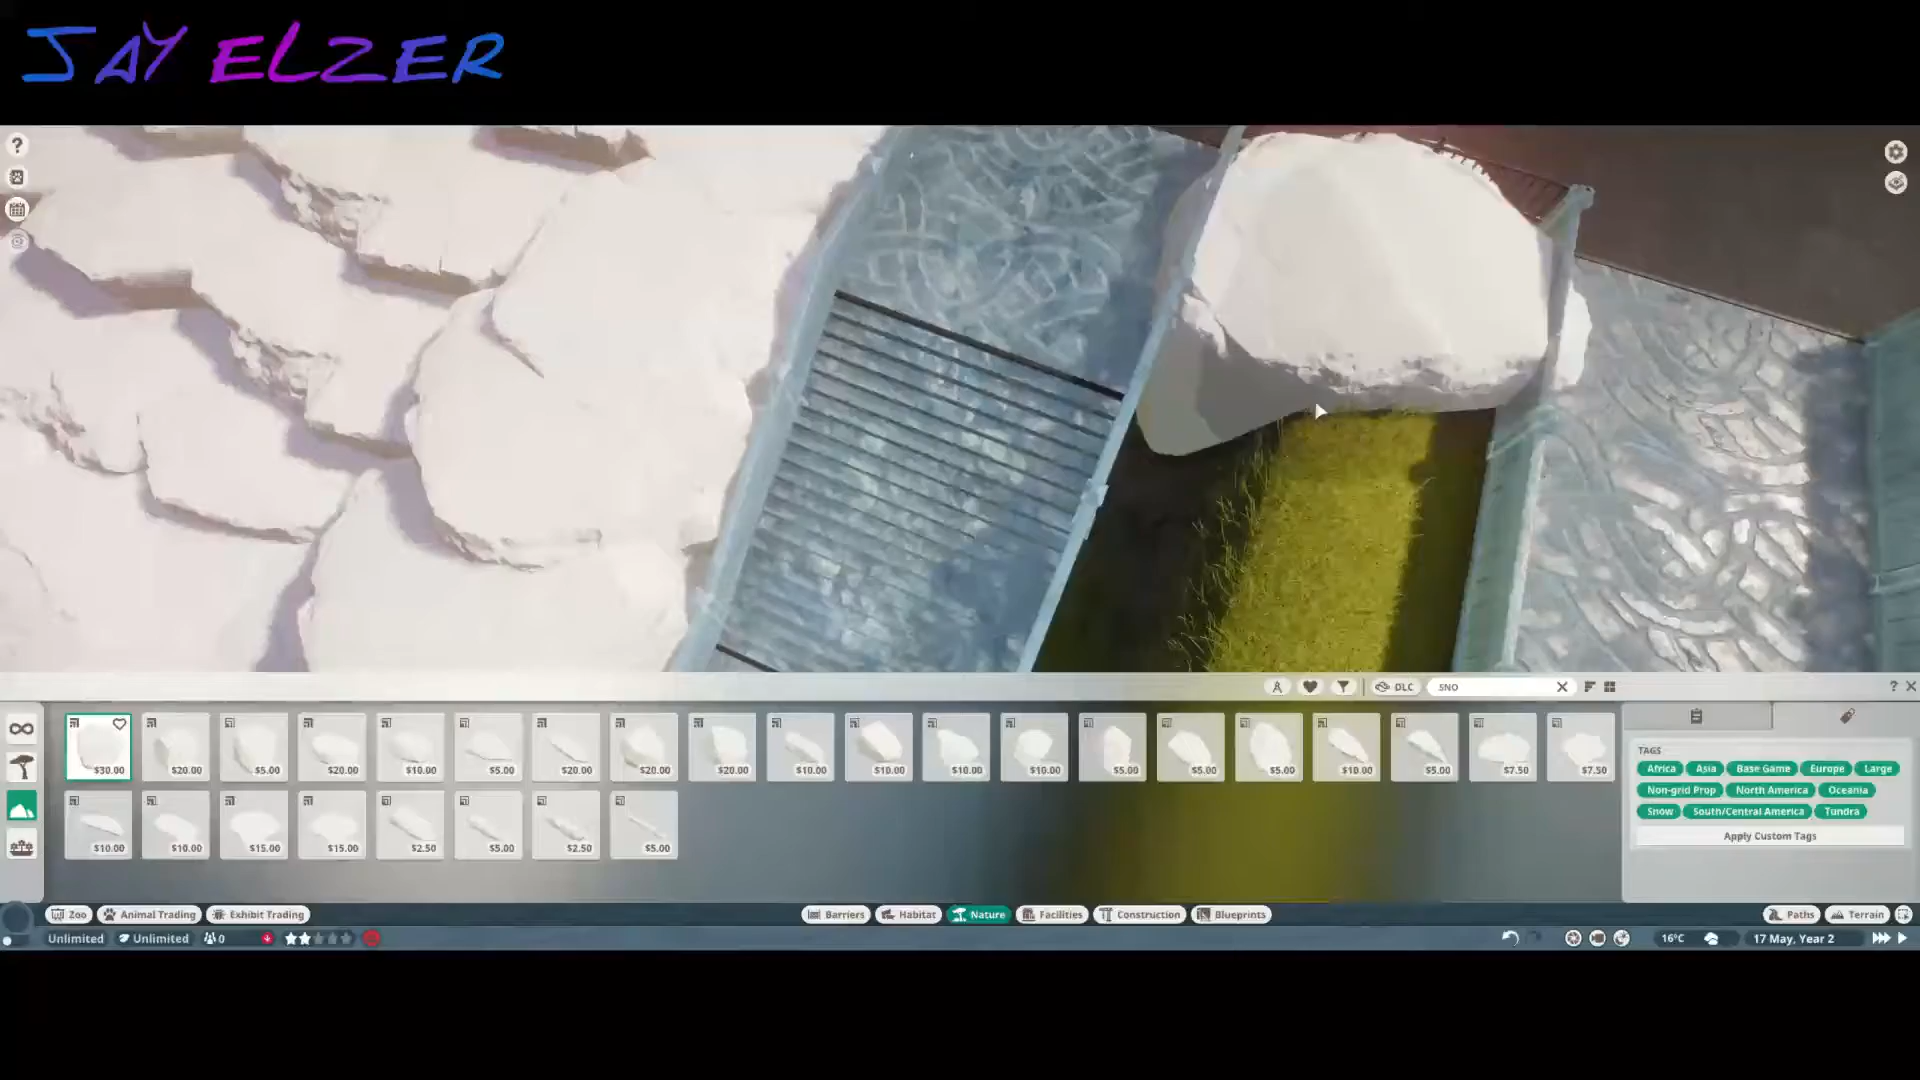 JAY ELZER
?
DLC
SNO
?
$30.00 $20.00 $5.00 $20.00 $10.00 $5.00 $20.00 $20.00 $20.00 $10.00 $10.00 $10.00 $10.00 $5.00 $5.00 $5.00 $10.00 $5.00 $7.50 $7.50
$10.00 $10.00 $15.00 $15.00 $2.50 $5.00 $2.50 $5.00
TAGS
Africa Asia Base Game Europe Large
Non-grid Prop North America Oceania
Snow South/Central America Tundra
Apply Custom Tags
Zoo Animal Trading Exhibit Trading Barriers Habitat Nature Facilities Construction Blueprints Paths Terrain
Unlimited Unlimited 0 16°C 17 May, Year 2